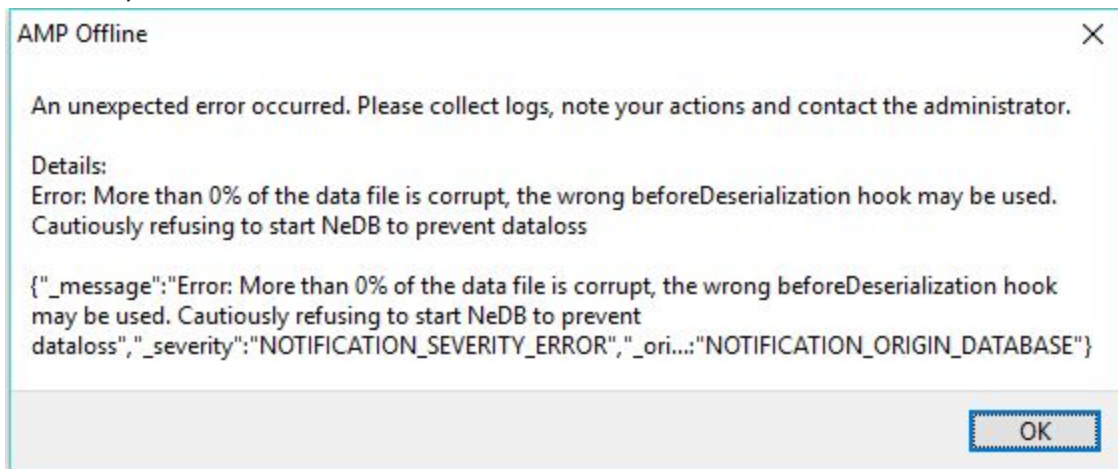 AMP Offline
An unexpected error occurred. Please collect logs, note your actions and contact the administrator.
Details:
Error: More than 0% of the data file is corrupt, the wrong beforeDeserialization hook may be used.
Cautiously refusing to start NeDB to prevent dataloss
{"_message":"Error: More than 0% of the data file is corrupt, the wrong beforeDeserialization hook
may be used. Cautiously refusing to start NeDB to prevent
dataloss","_severity":"NOTIFICATION_SEVERITY_ERROR","_ori...:"NOTIFICATION_ORIGIN_DATABASE"}
OK